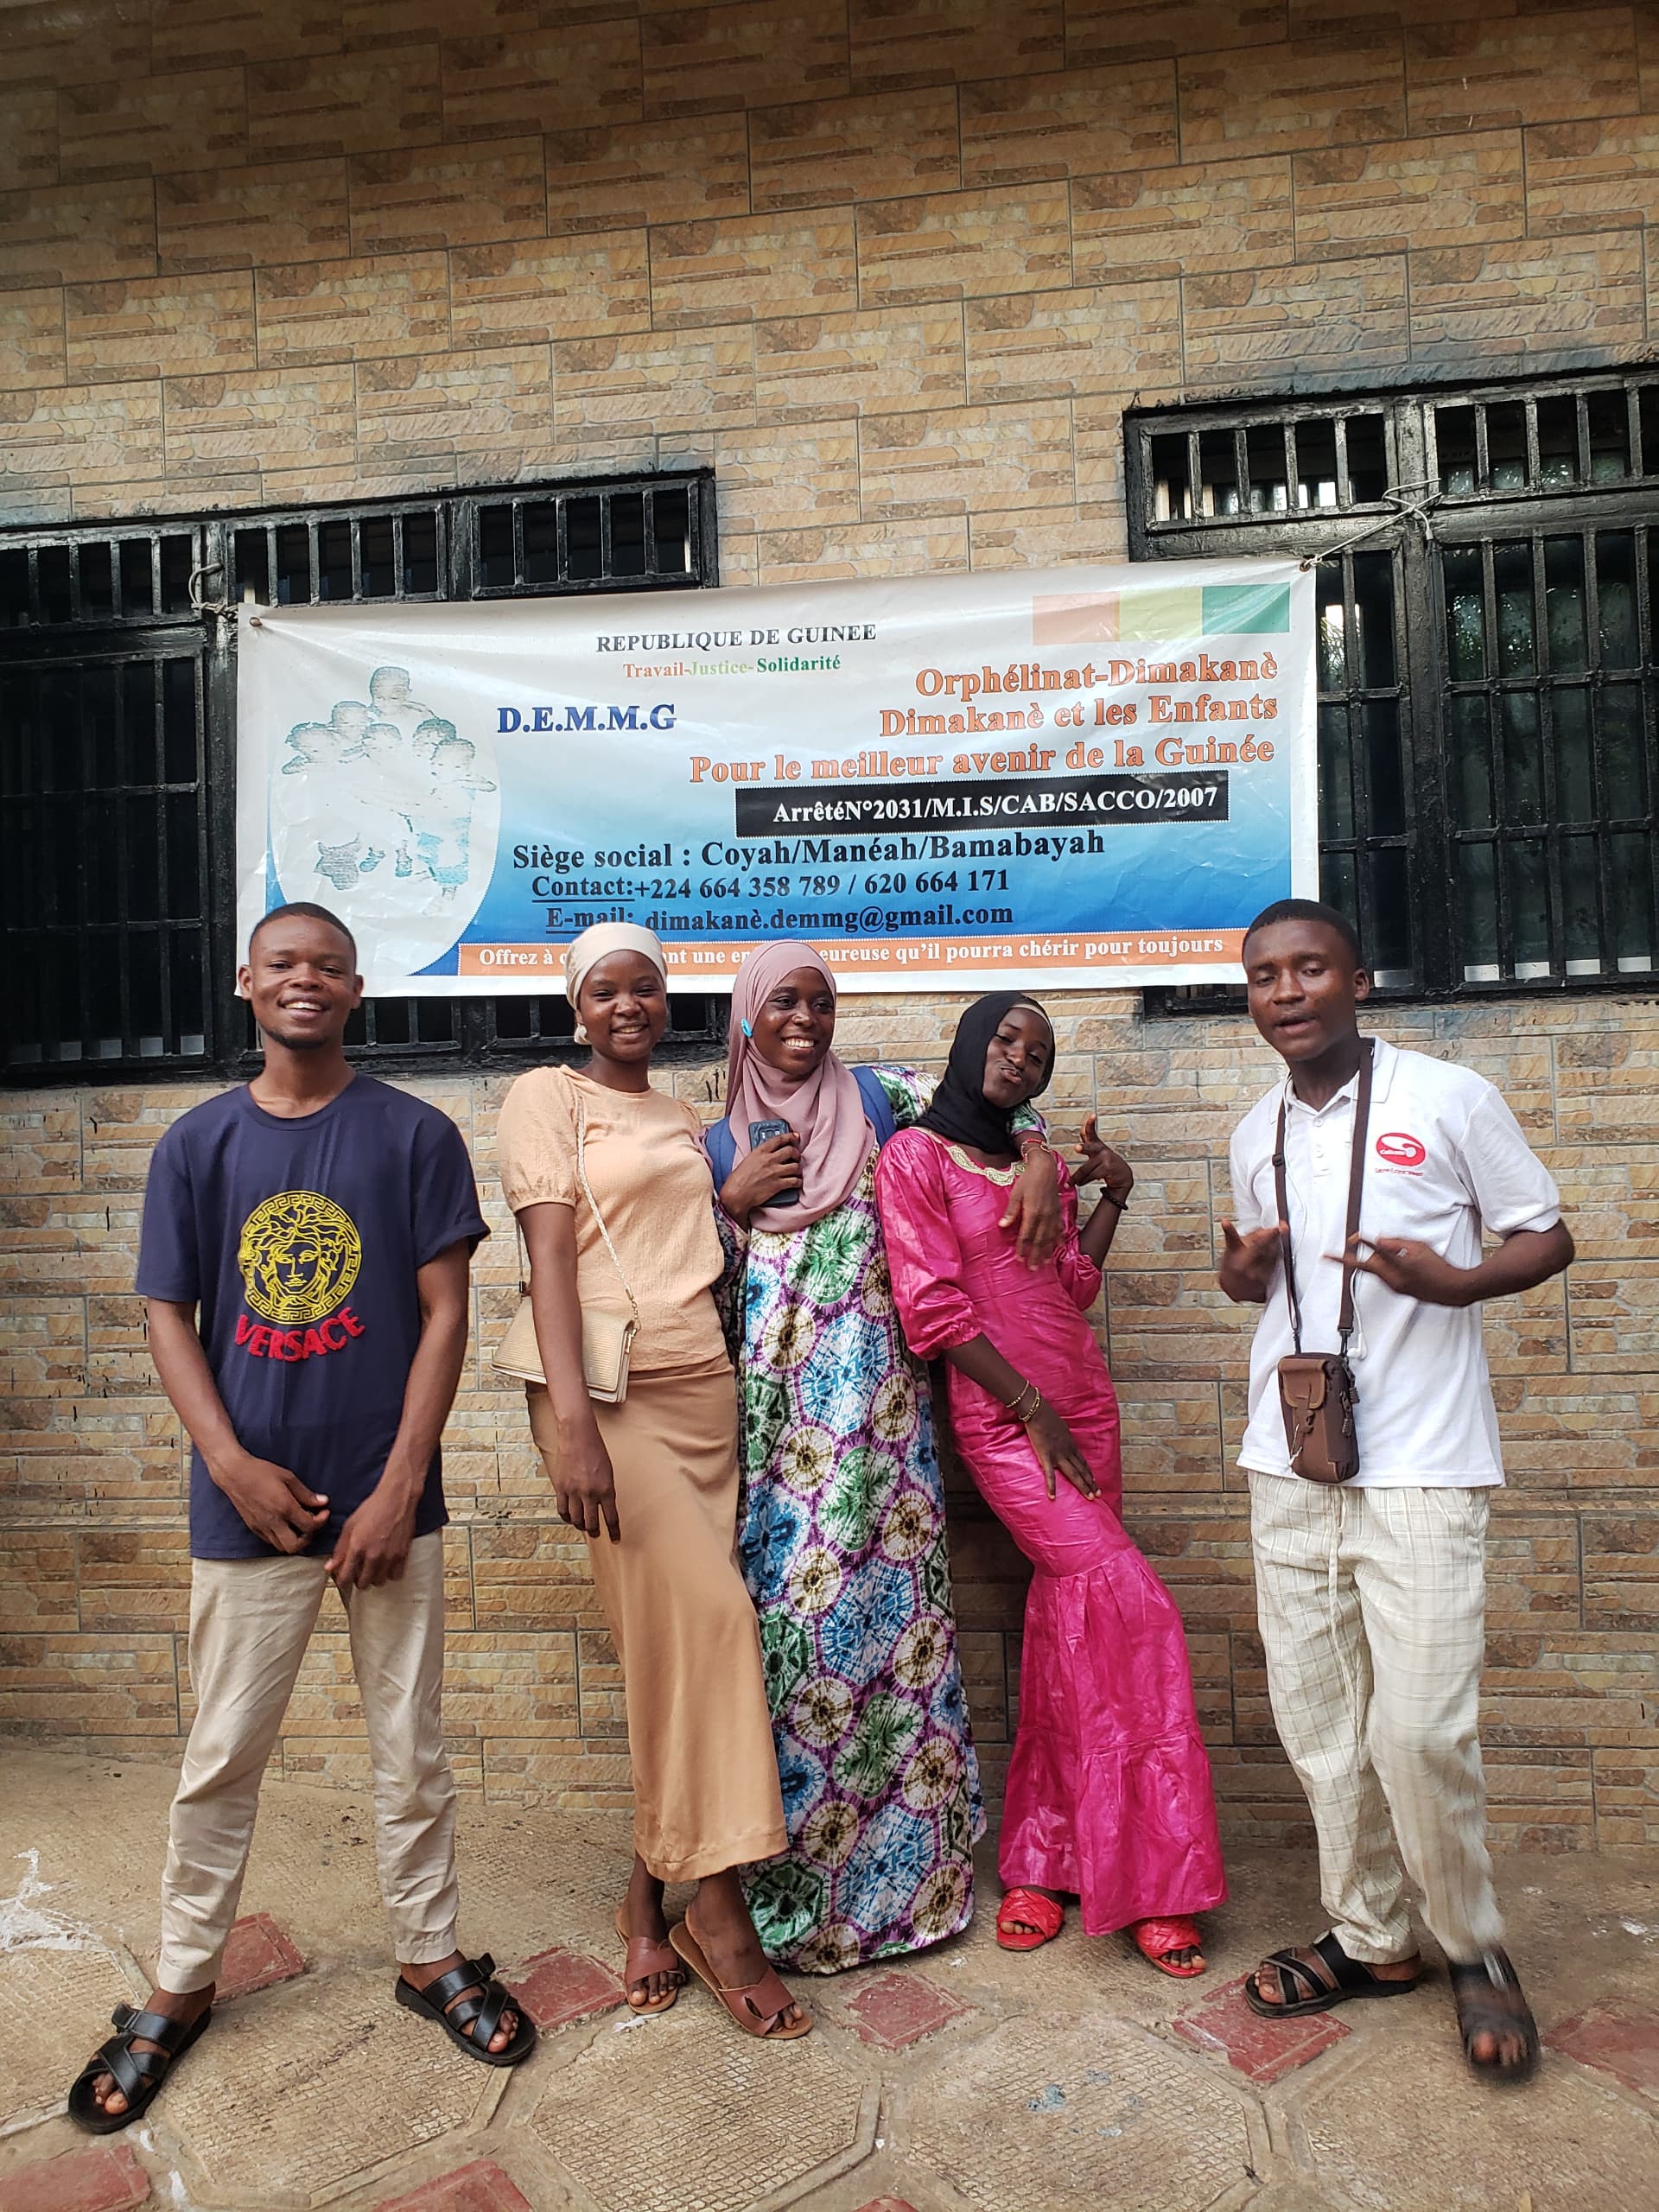 REPUBLIQUE DE GUINEE
Travail-Justice-Solidarité
D.E.M.M.G
Orphélinat-Dimakanè
Dimakanè et les Enfants
Pour le meilleur avenir de la Guinée
ArrêtéN°2031/M.I.S/CAB/SACCO/2007
Siège social : Coyah/Manéah/Bamabayah
Contact:+224 664 358 789 / 620 664 171
E-mail: dimakanè.demmg@gmail.com
Offrez à une eureuse qu'il pourra chérir pour toujours
VERSACE